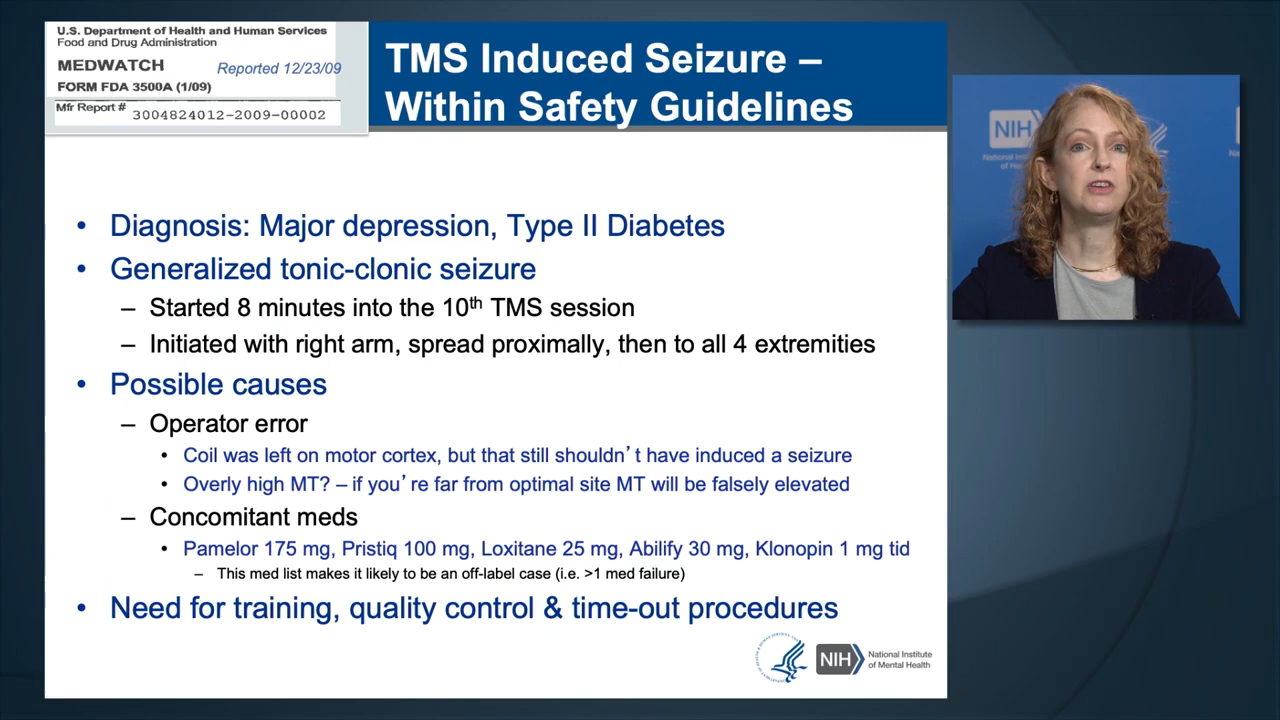 U.S. Department of Health and Human Services
Food and Drug Administration
MEDWATCH
Reported 12/23/09
FORM FDA 3500A (1/09)
Mfr Report #
3004824012-2009-00002
TMS Induced Seizure –
Within Safety Guidelines
NIH
National Institutes
of Health
• Diagnosis: Major depression, Type II Diabetes
• Generalized tonic-clonic seizure
– Started 8 minutes into the 10th TMS session
– Initiated with right arm, spread proximally, then to all 4 extremities
• Possible causes
– Operator error
• Coil was left on motor cortex, but that still shouldn't have induced a seizure
• Overly high MT? – if you're far from optimal site MT will be falsely elevated
– Concomitant meds
• Pamelor 175 mg, Pristiq 100 mg, Loxitane 25 mg, Abilify 30 mg, Klonopin 1 mg tid
– This med list makes it likely to be an off-label case (i.e. >1 med failure)
• Need for training, quality control & time-out procedures
NIH
National Institute
of Mental Health